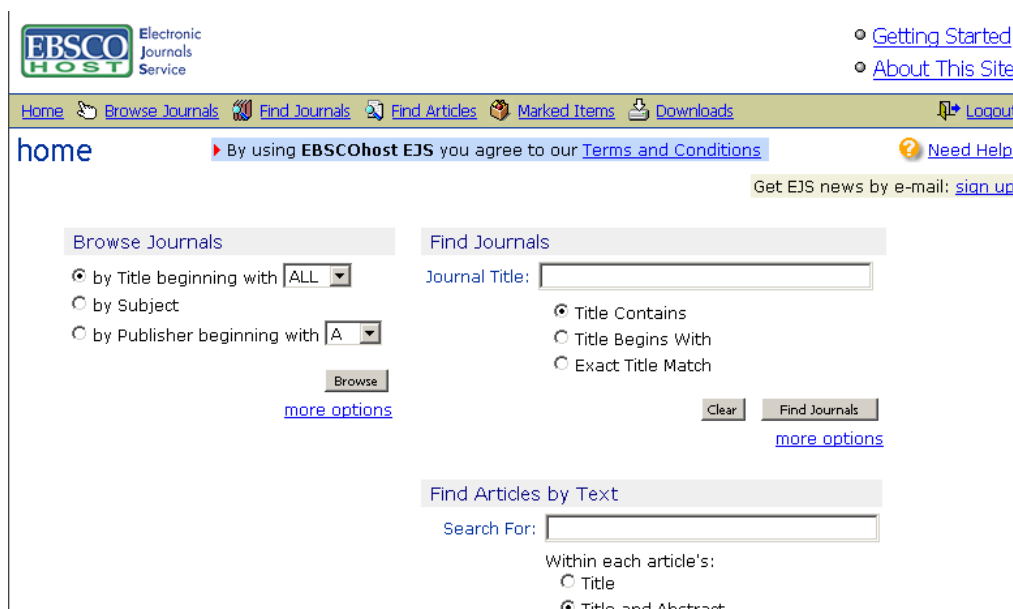 EBSCO HOST Electronic Journals Service
Getting Started
About This Site
Home Browse Journals Find Journals Find Articles Marked Items Downloads Logout
home By using EBSCOhost EJS you agree to our Terms and Conditions Need Help
Get EJS news by e-mail: sign up
Browse Journals
by Title beginning with ALL
by Subject
by Publisher beginning with A
Browse
more options
Find Journals
Journal Title:
Title Contains
Title Begins With
Exact Title Match
Clear Find Journals
more options
Find Articles by Text
Search For:
Within each article's:
Title
Title and Abstract